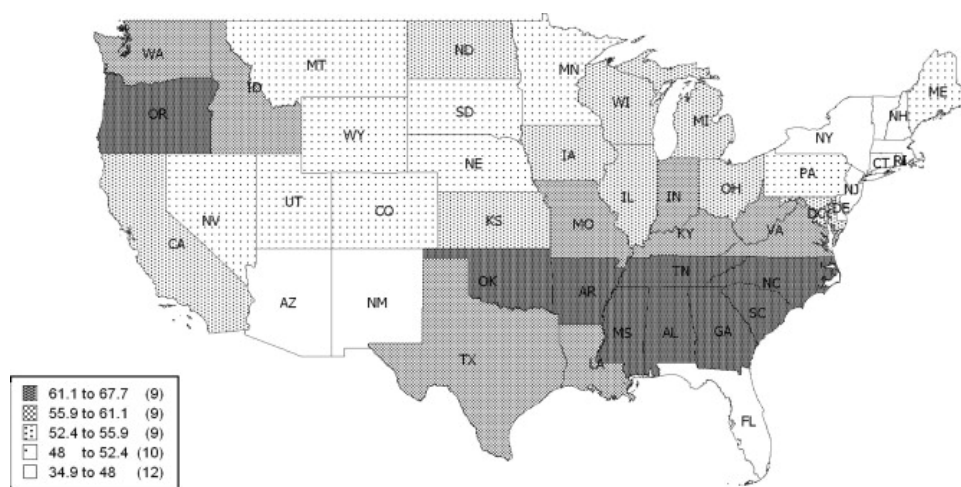 WA
ND
MT
MN
ME
ID
OR
WI
NH
SD
NY
MI
WY
CT RI
IA
PA
NE
NJ
OH
IN
IL
DE
UT
CO
DC
NV
KS
MO
VA
CA
KY
TN
NC
OK
AR
AZ
NM
SC
MS AL GA
TX
LA
FL
61.1 to 67.7 (9)
55.9 to 61.1 (9)
52.4 to 55.9 (9)
48 to 52.4 (10)
34.9 to 48 (12)